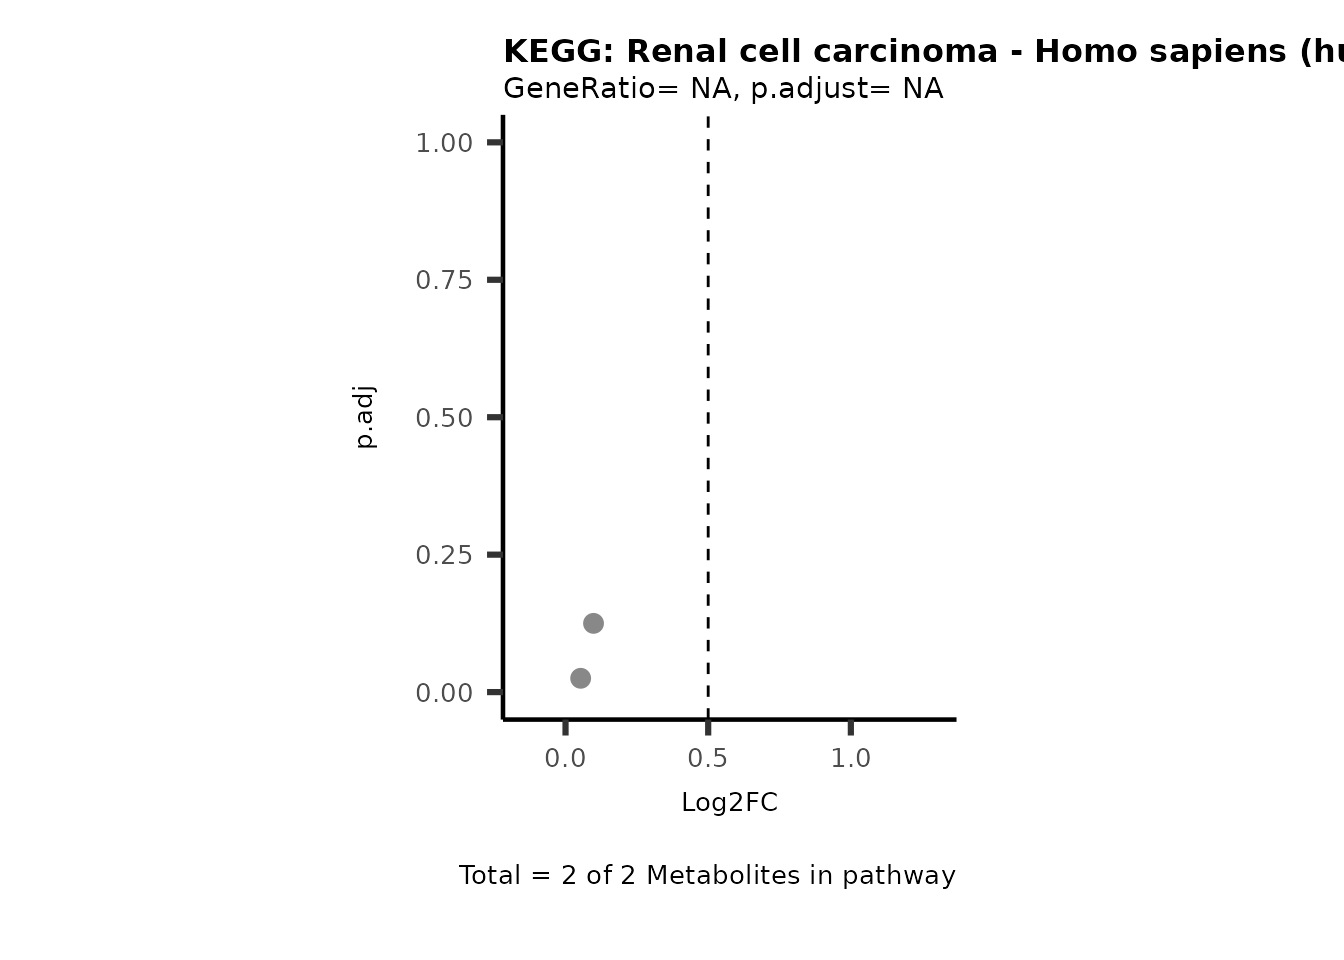 KEGG: Renal cell carcinoma - Homo sapiens (hu
GeneRatio= NA, p.adjust= NA
1.00
0.75
0.50
0.25
0.00
p.adj
0.0 0.5 1.0
Log2FC
Total = 2 of 2 Metabolites in pathway